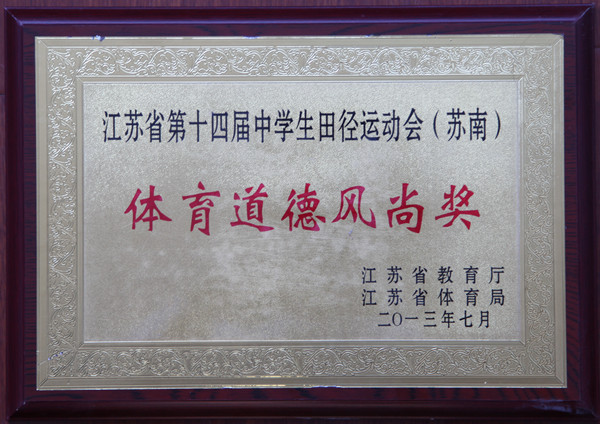 江苏省第十四届中学生田径运动会（苏南）
体育道德风尚奖
江苏省教育厅
江苏省体育局
二〇一三年七月